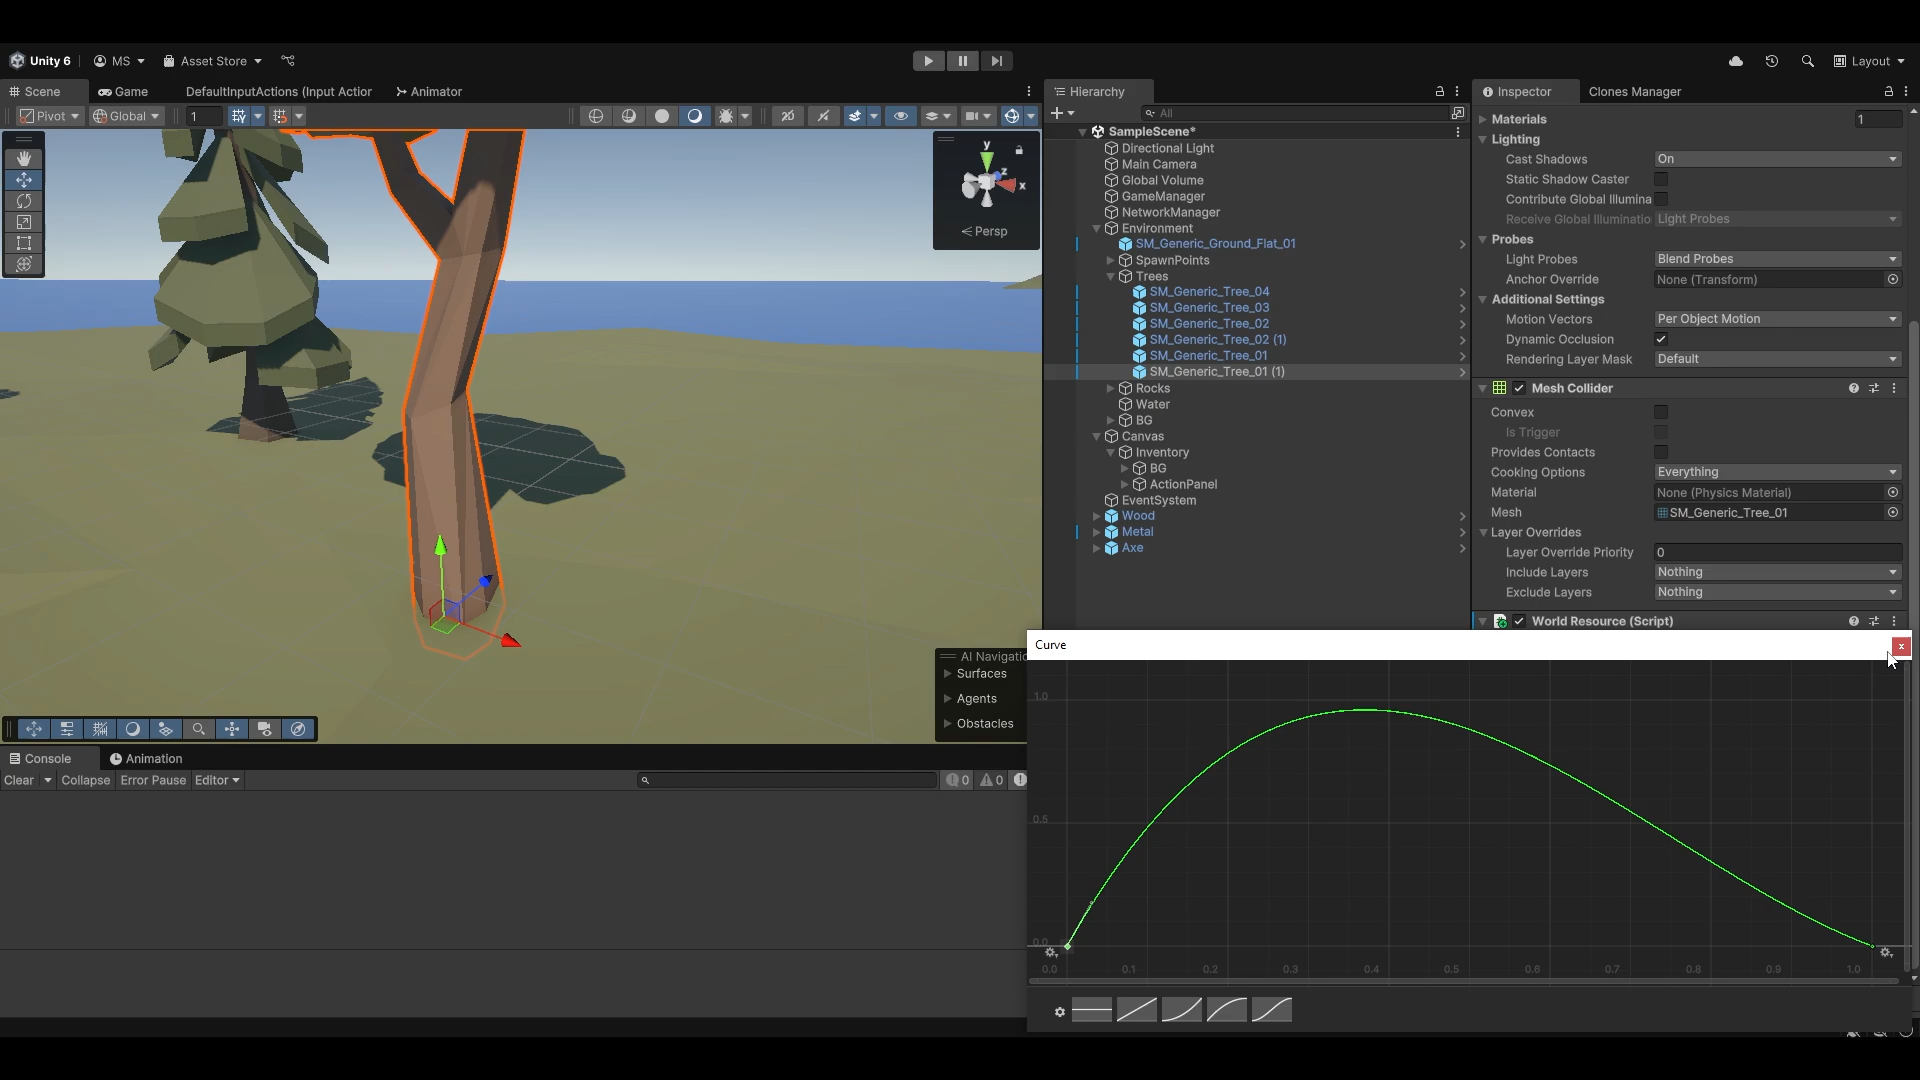 Unity 6
MS
Asset Store
Layout
Scene
Game
DefaultInputActions (Input Action
Animator
Hierarchy
Inspector
Clones Manager
Pivot
Global
1
2D
All
y
z
x
Persp
SampleScene*
Directional Light
Main Camera
Global Volume
GameManager
NetworkManager
Environment
SM_Generic_Ground_Flat_01
SpawnPoints
Trees
SM_Generic_Tree_04
SM_Generic_Tree_03
SM_Generic_Tree_02
SM_Generic_Tree_02 (1)
SM_Generic_Tree_01
SM_Generic_Tree_01 (1)
Rocks
Water
BG
Canvas
Inventory
BG
ActionPanel
EventSystem
Wood
Metal
Axe
Materials 1
Lighting
Cast Shadows On
Static Shadow Caster
Contribute Global Illumina
Receive Global Illuminatio Light Probes
Probes
Light Probes Blend Probes
Anchor Override None (Transform)
Additional Settings
Motion Vectors Per Object Motion
Dynamic Occlusion
Rendering Layer Mask Default
Mesh Collider
Convex
Is Trigger
Provides Contacts
Cooking Options Everything
Material None (Physics Material)
Mesh SM_Generic_Tree_01
Layer Overrides
Layer Override Priority 0
Include Layers Nothing
Exclude Layers Nothing
World Resource (Script)
AI Navigatio
Surfaces
Agents
Obstacles
Console
Animation
Clear
Collapse
Error Pause
Editor
0
0
Curve
x
1.0
0.5
0.0
0.0 0.1 0.2 0.3 0.4 0.5 0.6 0.7 0.8 0.9 1.0